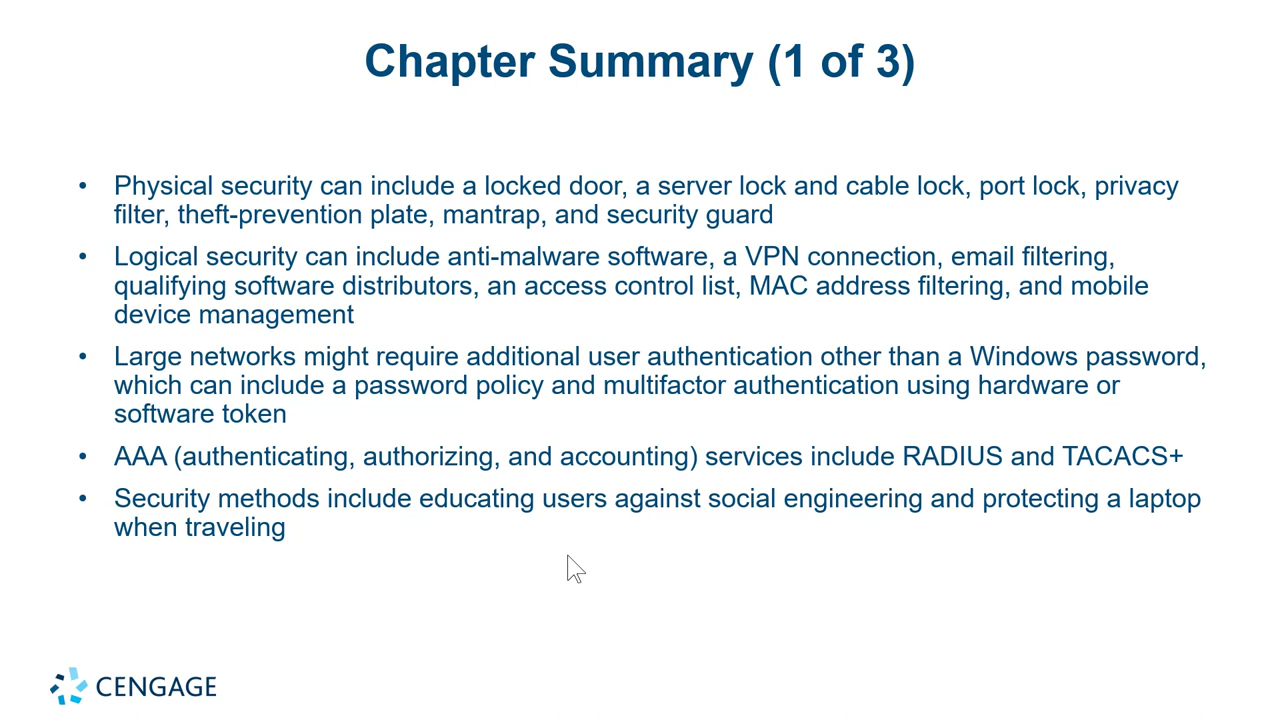 Chapter Summary (1 of 3)
• Physical security can include a locked door, a server lock and cable lock, port lock, privacy
filter, theft-prevention plate, mantrap, and security guard
• Logical security can include anti-malware software, a VPN connection, email filtering,
qualifying software distributors, an access control list, MAC address filtering, and mobile
device management
• Large networks might require additional user authentication other than a Windows password,
which can include a password policy and multifactor authentication using hardware or
software token
• AAA (authenticating, authorizing, and accounting) services include RADIUS and TACACS+
• Security methods include educating users against social engineering and protecting a laptop
when traveling
CENGAGE